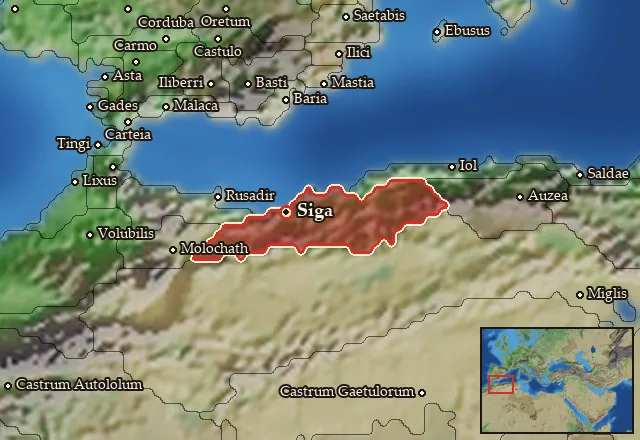 Saetabis
Corduba
Oretum
Ebusus
Carmo
Castulo
Ilici
Asta
Iliberri
Basti
Mastia
Baria
Gades
Malaca
Carteia
Tingi
Iol
Saldae
Lixus
Rusadir
Auzea
Siga
Volubilis
Molochath
Miglis
Castrum Autololum
Castrum Gaetulorum